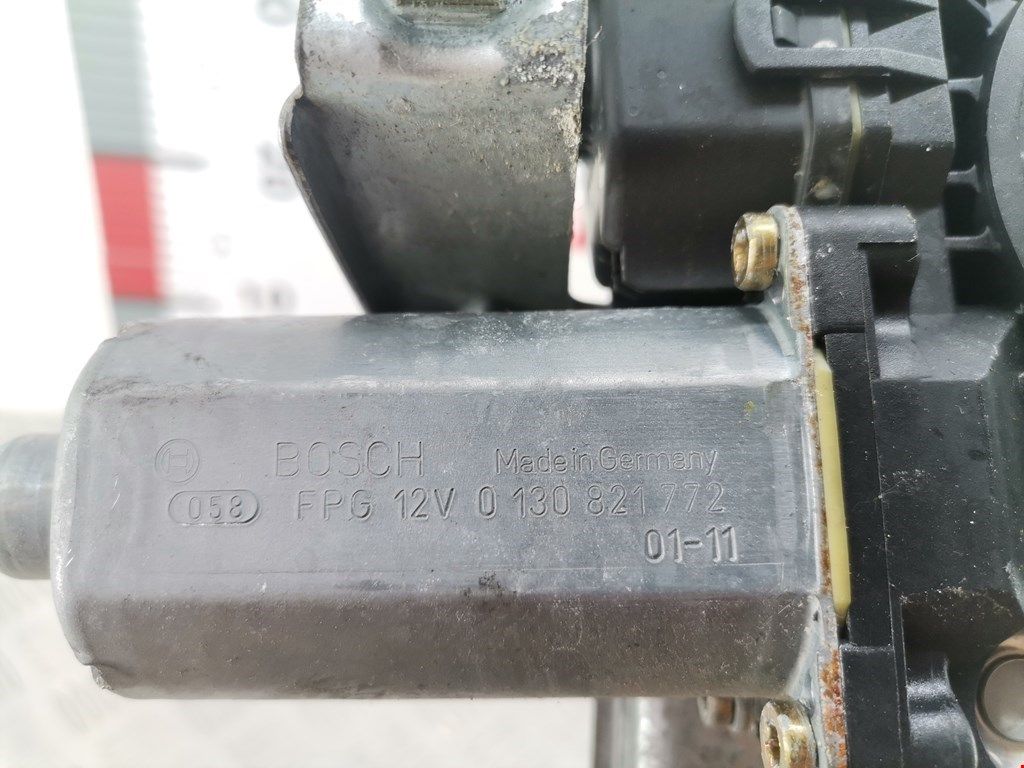 BOSCH Made in Germany
058 FPG 12V 0 130 821 772
01-11